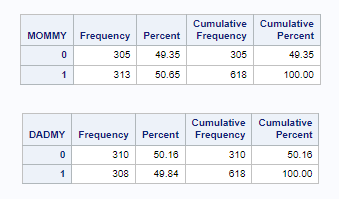 MOMMY Frequency Percent Cumulative Frequency Cumulative Percent
0 305 49.35 305 49.35
1 313 50.65 618 100.00
DADMY Frequency Percent Cumulative Frequency Cumulative Percent
0 310 50.16 310 50.16
1 308 49.84 618 100.00